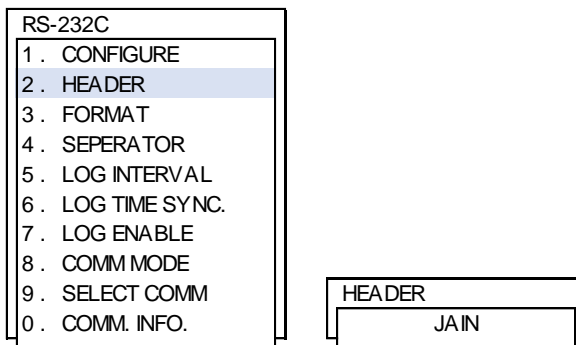 RS-232C
1 . CONFIGURE
2 . HEADER
3 . FORMAT
4 . SEPERATOR
5 . LOG INTERVAL
6 . LOG TIME SYNC.
7 . LOG ENABLE
8 . COMM MODE
9 . SELECT COMM
0 . COMM. INFO.
HEADER
JAIN